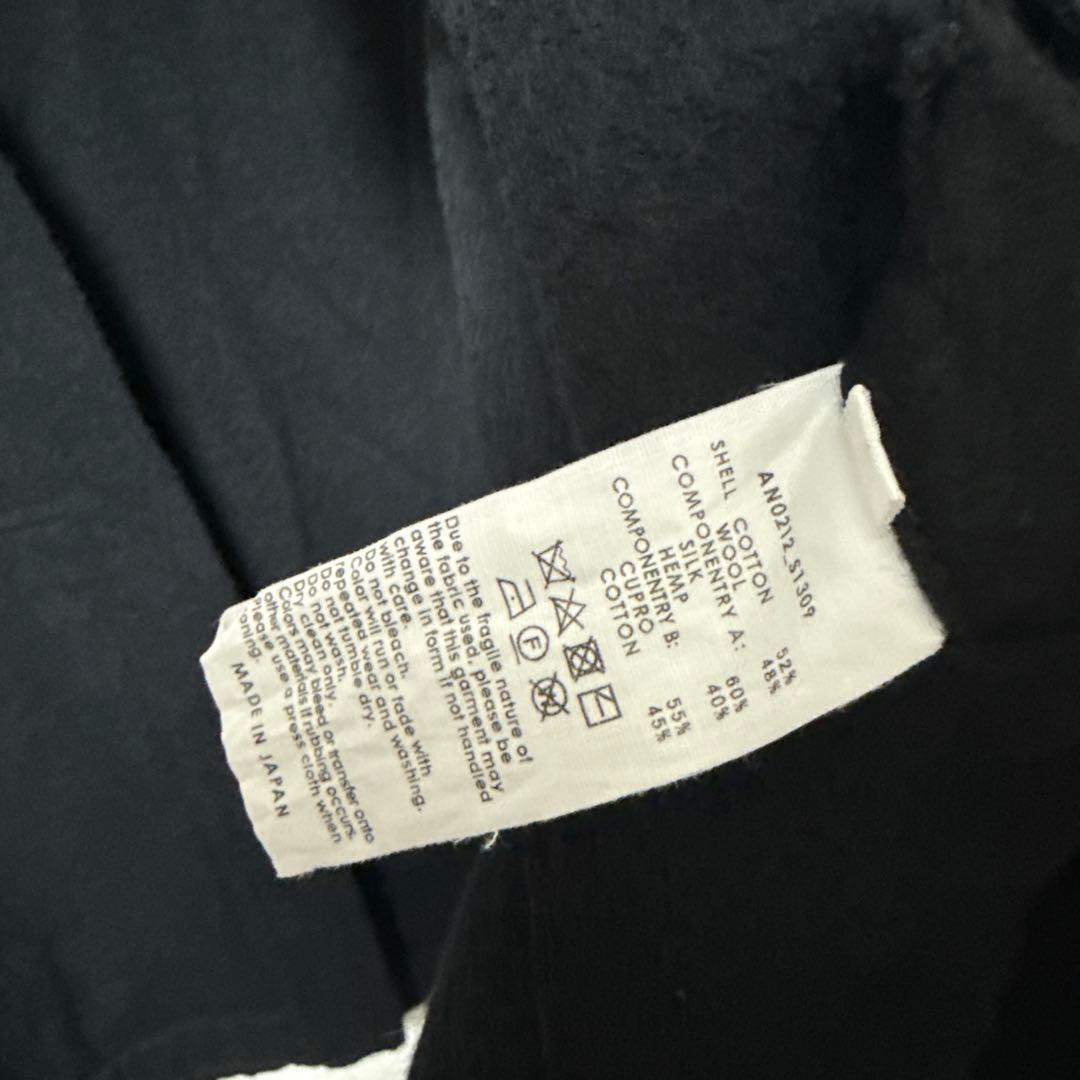 AN0212_S1309
SHELL COTTON 52%
WOOL 48%
COMPONENTRY A:
SILK 60%
HEMP 40%
COMPONENTRY B:
CUPRO 55%
COTTON 45%
F
Due to the fragile nature of
the fabric used, please be
aware that this garment may
change in form if not handled
with care.
Color will run or fade with
repeated wear and washing.
Do not bleach.
Do not tumble dry.
Do not wash.
Dry clean only.
Colors may bleed or transfer onto
other materials if rubbing occurs.
Please use a press cloth when
oning.
MADE IN JAPAN